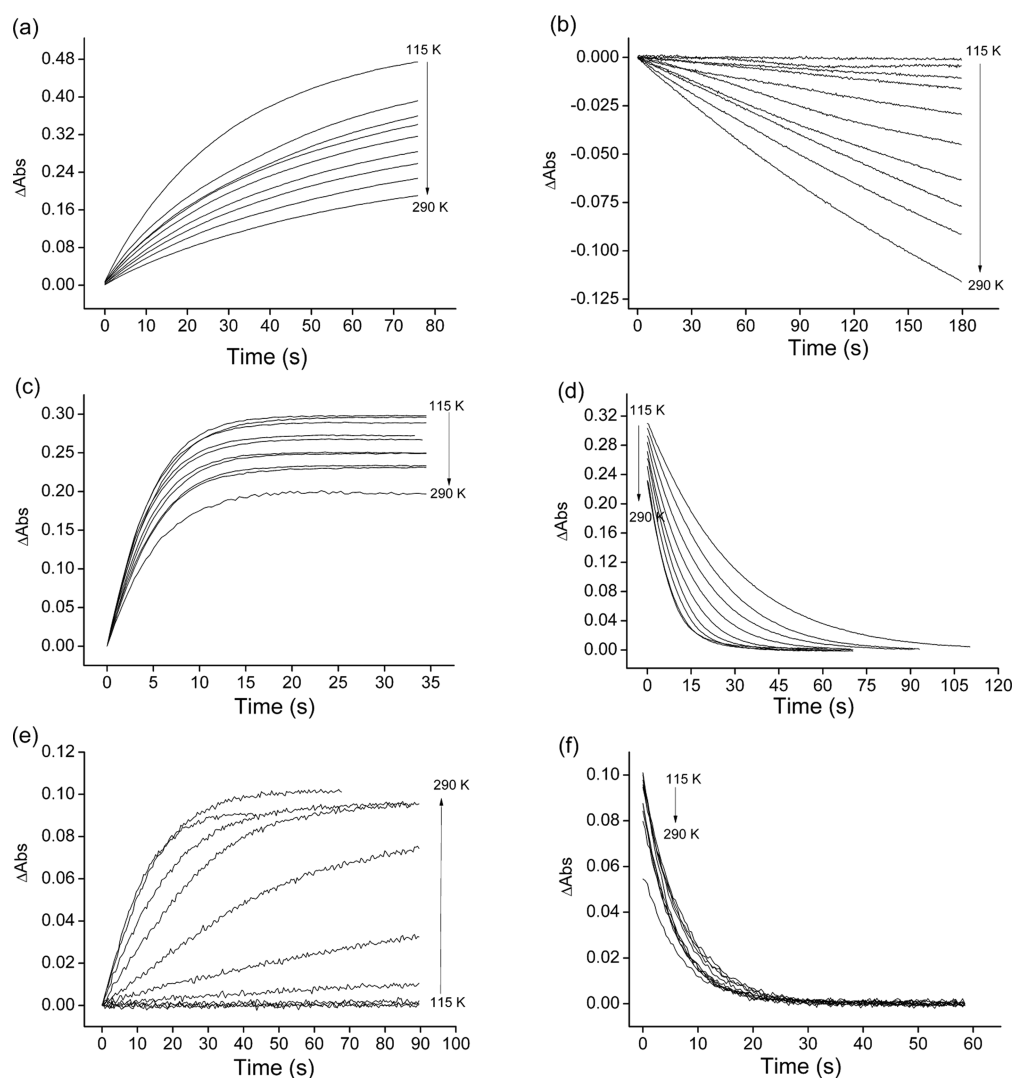 (a)
0.48
0.40
0.32
0.24
0.16
0.08
0.00
ΔAbs
115 K
290 K
0 10 20 30 40 50 60 70 80
Time (s)
(b)
0.000
-0.025
-0.050
-0.075
-0.100
-0.125
ΔAbs
115 K
290 K
0 30 60 90 120 150 180
Time (s)
(c)
0.30
0.25
0.20
0.15
0.10
0.05
0.00
ΔAbs
115 K
290 K
0 5 10 15 20 25 30 35
Time (s)
(d)
0.32
0.28
0.24
0.20
0.16
0.12
0.08
0.04
0.00
ΔAbs
115 K
290 K
0 15 30 45 60 75 90 105 120
Time (s)
(e)
0.12
0.10
0.08
0.06
0.04
0.02
0.00
ΔAbs
290 K
115 K
0 10 20 30 40 50 60 70 80 90 100
Time (s)
(f)
0.10
0.08
0.06
0.04
0.02
0.00
ΔAbs
115 K
290 K
0 10 20 30 40 50 60
Time (s)